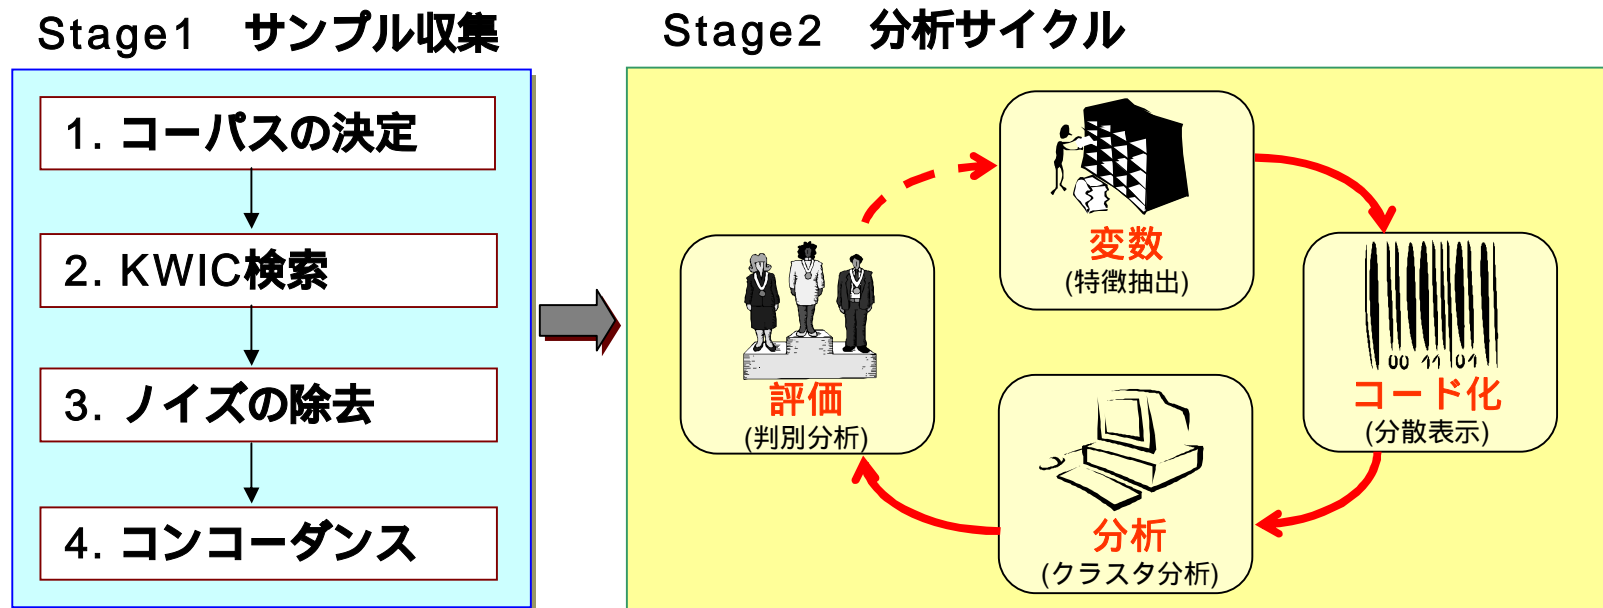 Stage1 サンプル収集
1. コーパスの決定
2. KWIC検索
3. ノイズの除去
4. コンコーダンス
Stage2 分析サイクル
変数
(特徴抽出)
00 11 01
コード化
(分散表示)
分析
(クラスタ分析)
評価
(判別分析)